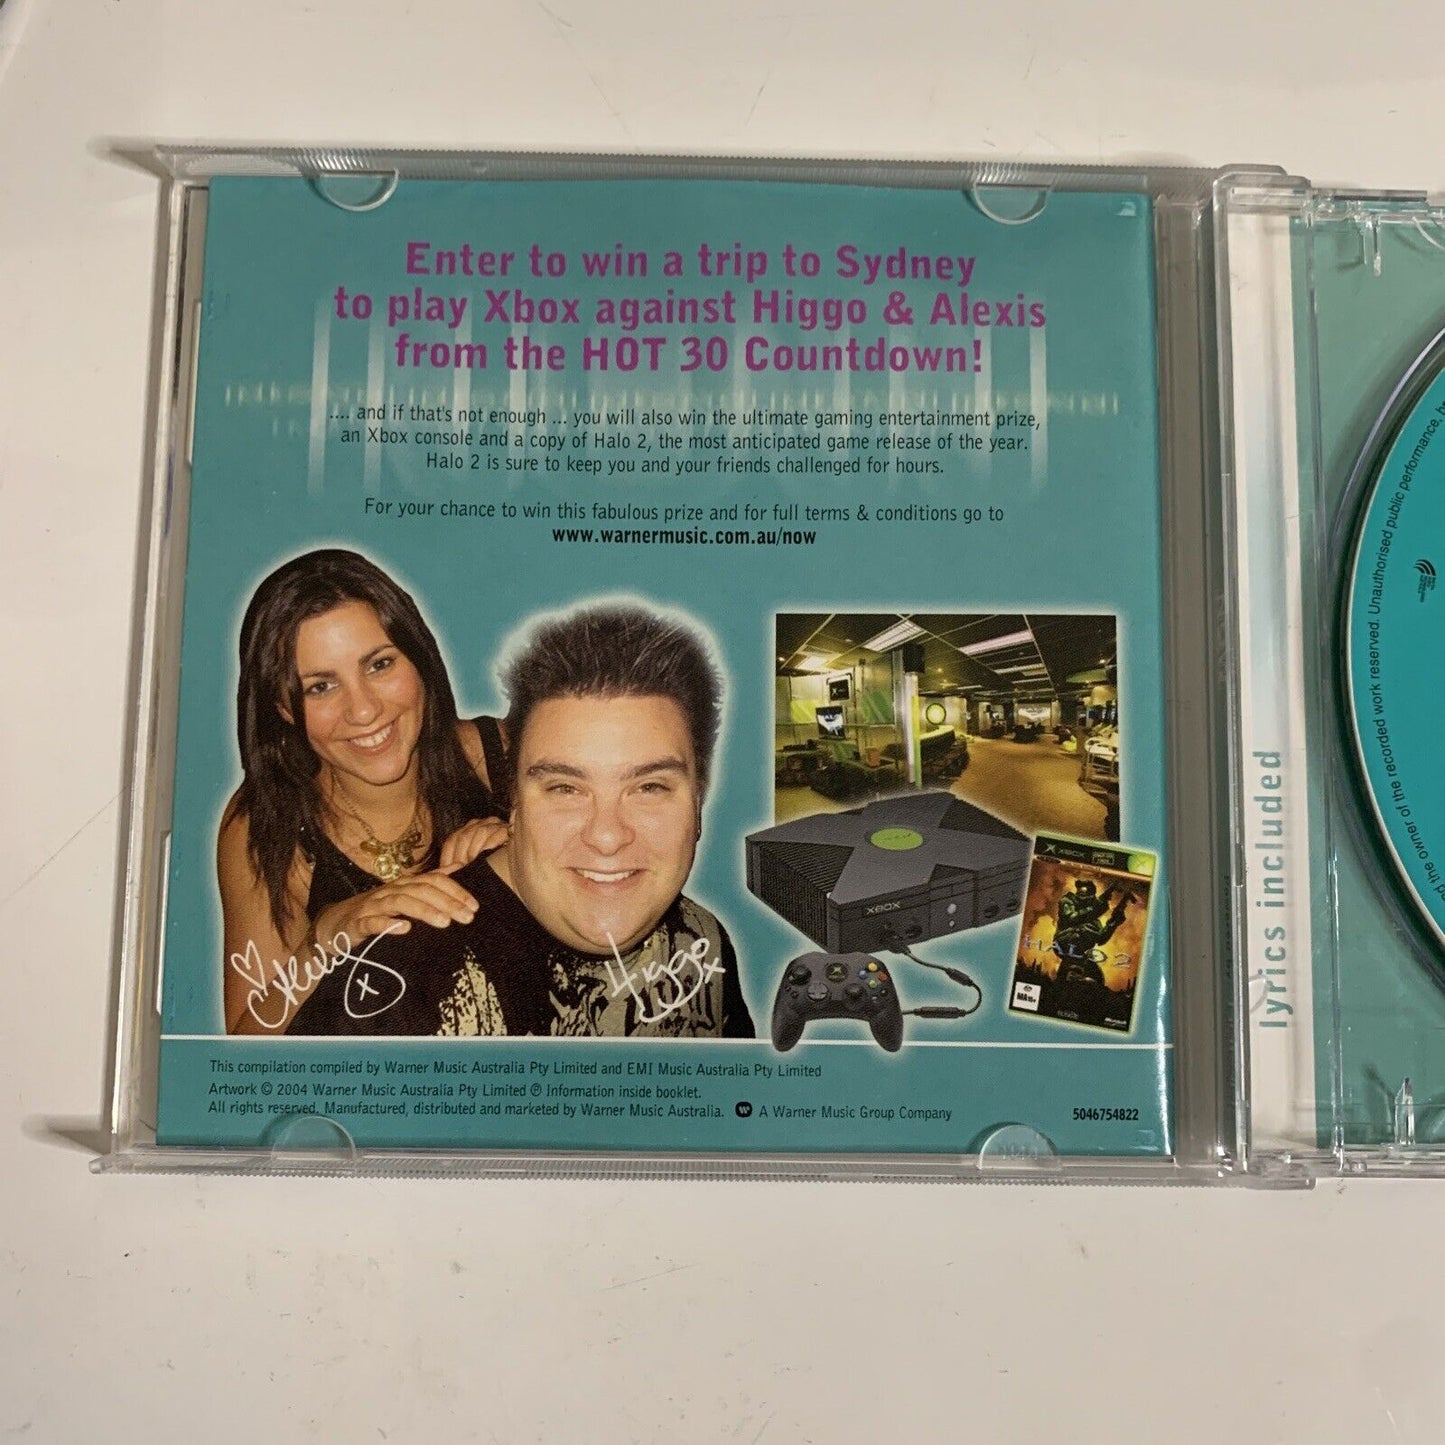 Enter to win a trip to Sydney
to play Xbox against Higgo & Alexis
from the HOT 30 Countdown!
.... and if that's not enough ... you will also win the ultimate gaming entertainment prize,
an Xbox console and a copy of Halo 2, the most anticipated game release of the year.
Halo 2 is sure to keep you and your friends challenged for hours.
For your chance to win this fabulous prize and for full terms & conditions go to
www.warnermusic.com.au/now
XBOX
XBOX
HALO 2
MA15+
Alexis x
Higgo x
This compilation compiled by Warner Music Australia Pty Limited and EMI Music Australia Pty Limited
Artwork © 2004 Warner Music Australia Pty Limited ℗ Information inside booklet.
All rights reserved. Manufactured, distributed and marketed by Warner Music Australia. A Warner Music Group Company
5046754822
lyrics included
the owner of the recorded work reserved. Unauthorised public performance,